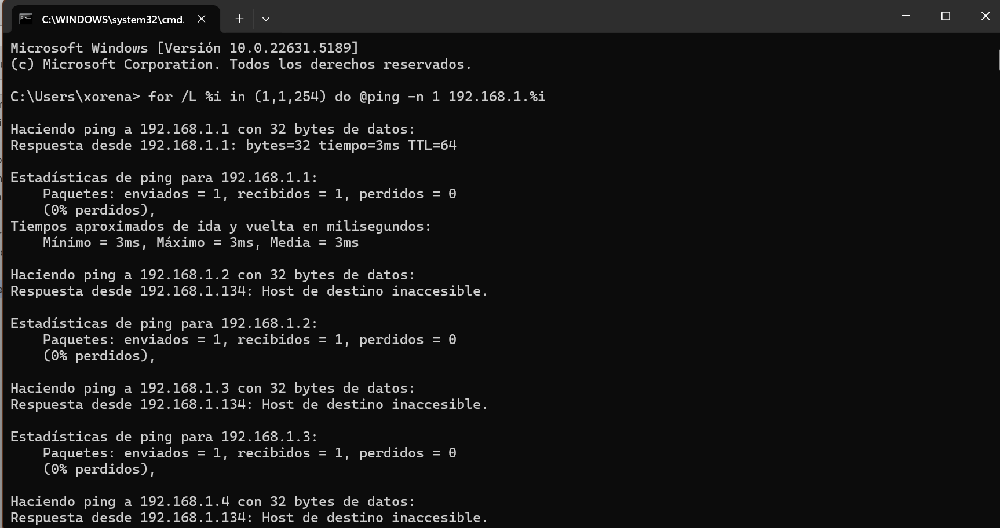 C:\WINDOWS\system32\cmd.
Microsoft Windows [Versión 10.0.22631.5189]
(c) Microsoft Corporation. Todos los derechos reservados.
C:\Users\xorena> for /L %i in (1,1,254) do @ping -n 1 192.168.1.%i
Haciendo ping a 192.168.1.1 con 32 bytes de datos:
Respuesta desde 192.168.1.1: bytes=32 tiempo=3ms TTL=64
Estadísticas de ping para 192.168.1.1:
    Paquetes: enviados = 1, recibidos = 1, perdidos = 0
    (0% perdidos),
Tiempos aproximados de ida y vuelta en milisegundos:
    Mínimo = 3ms, Máximo = 3ms, Media = 3ms
Haciendo ping a 192.168.1.2 con 32 bytes de datos:
Respuesta desde 192.168.1.134: Host de destino inaccesible.
Estadísticas de ping para 192.168.1.2:
    Paquetes: enviados = 1, recibidos = 1, perdidos = 0
    (0% perdidos),
Haciendo ping a 192.168.1.3 con 32 bytes de datos:
Respuesta desde 192.168.1.134: Host de destino inaccesible.
Estadísticas de ping para 192.168.1.3:
    Paquetes: enviados = 1, recibidos = 1, perdidos = 0
    (0% perdidos),
Haciendo ping a 192.168.1.4 con 32 bytes de datos:
Respuesta desde 192.168.1.134: Host de destino inaccesible.